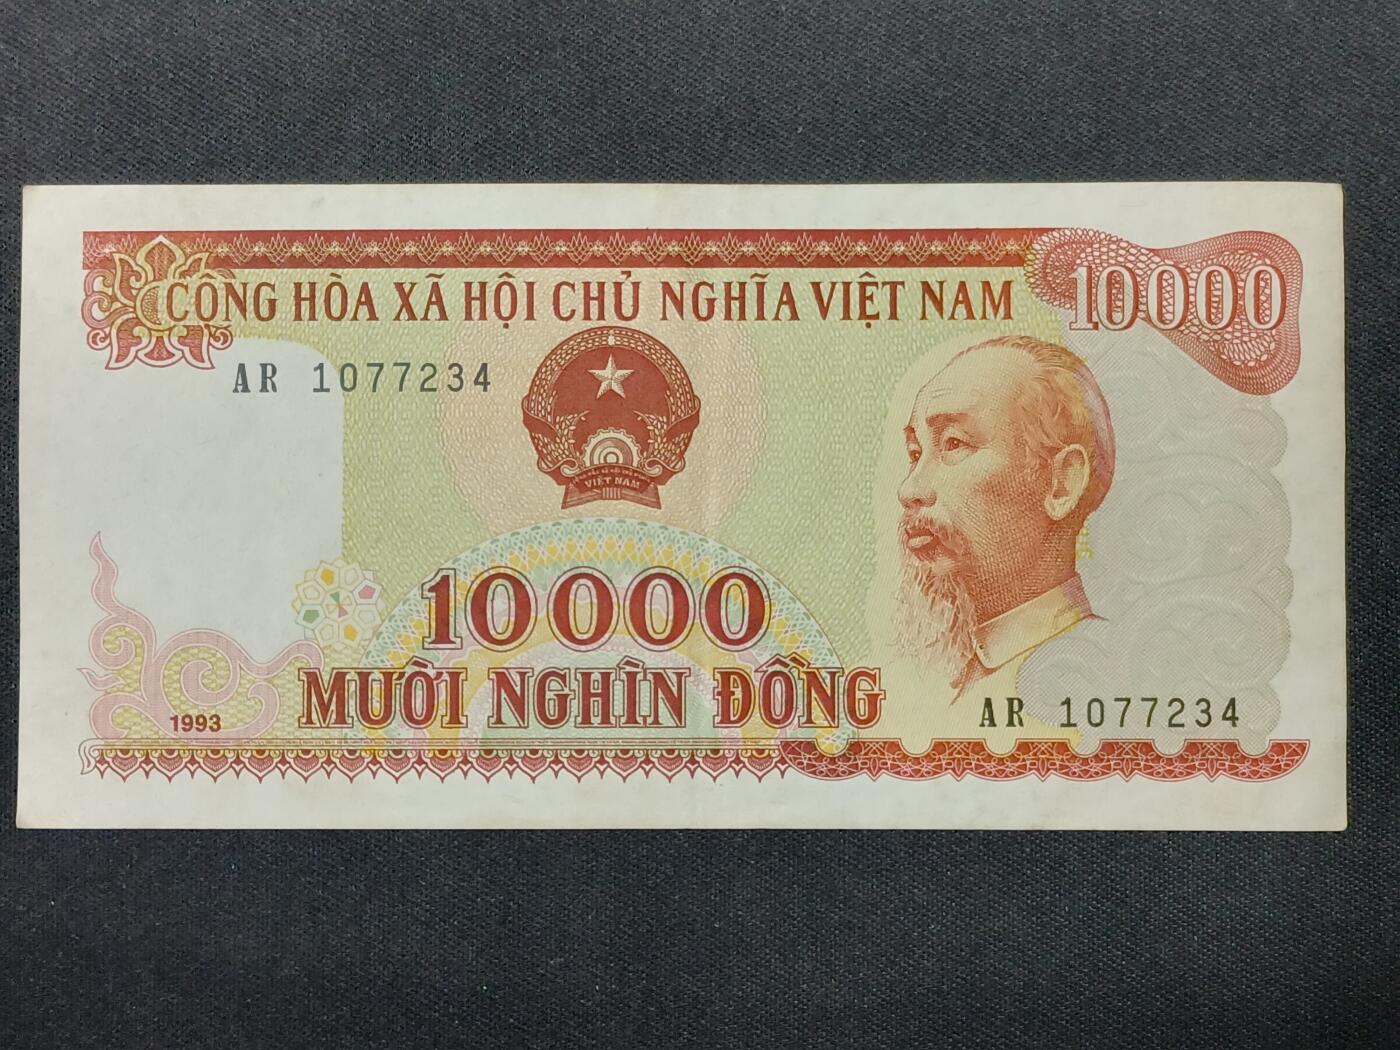 CỘNG HÒA XÃ HỘI CHỦ NGHĨA VIỆT NAM
10000
AR 1077234
VIỆT NAM
10000
MƯỜI NGHÌN ĐỒNG
1993
AR 1077234